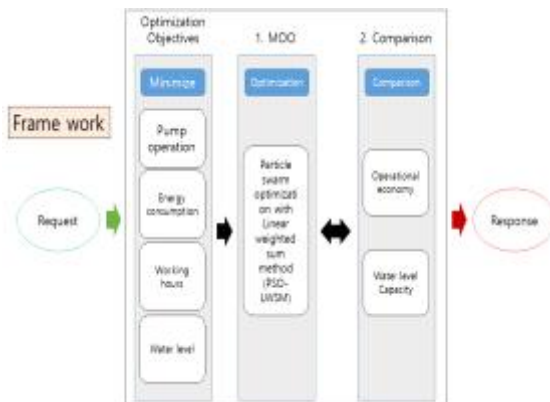 Optimization
Objectives
1. MOO
2. Comparison
Minimize
Optimization
Comparison
Frame work
Pump
operation
Energy
consumption
Working
hours
Water level
Particle
swarm
optimizati
on with
Linear
weighted
sum
method
(PSO-
LWSM)
Operational
economy
Water level
Capacity
Request
Response